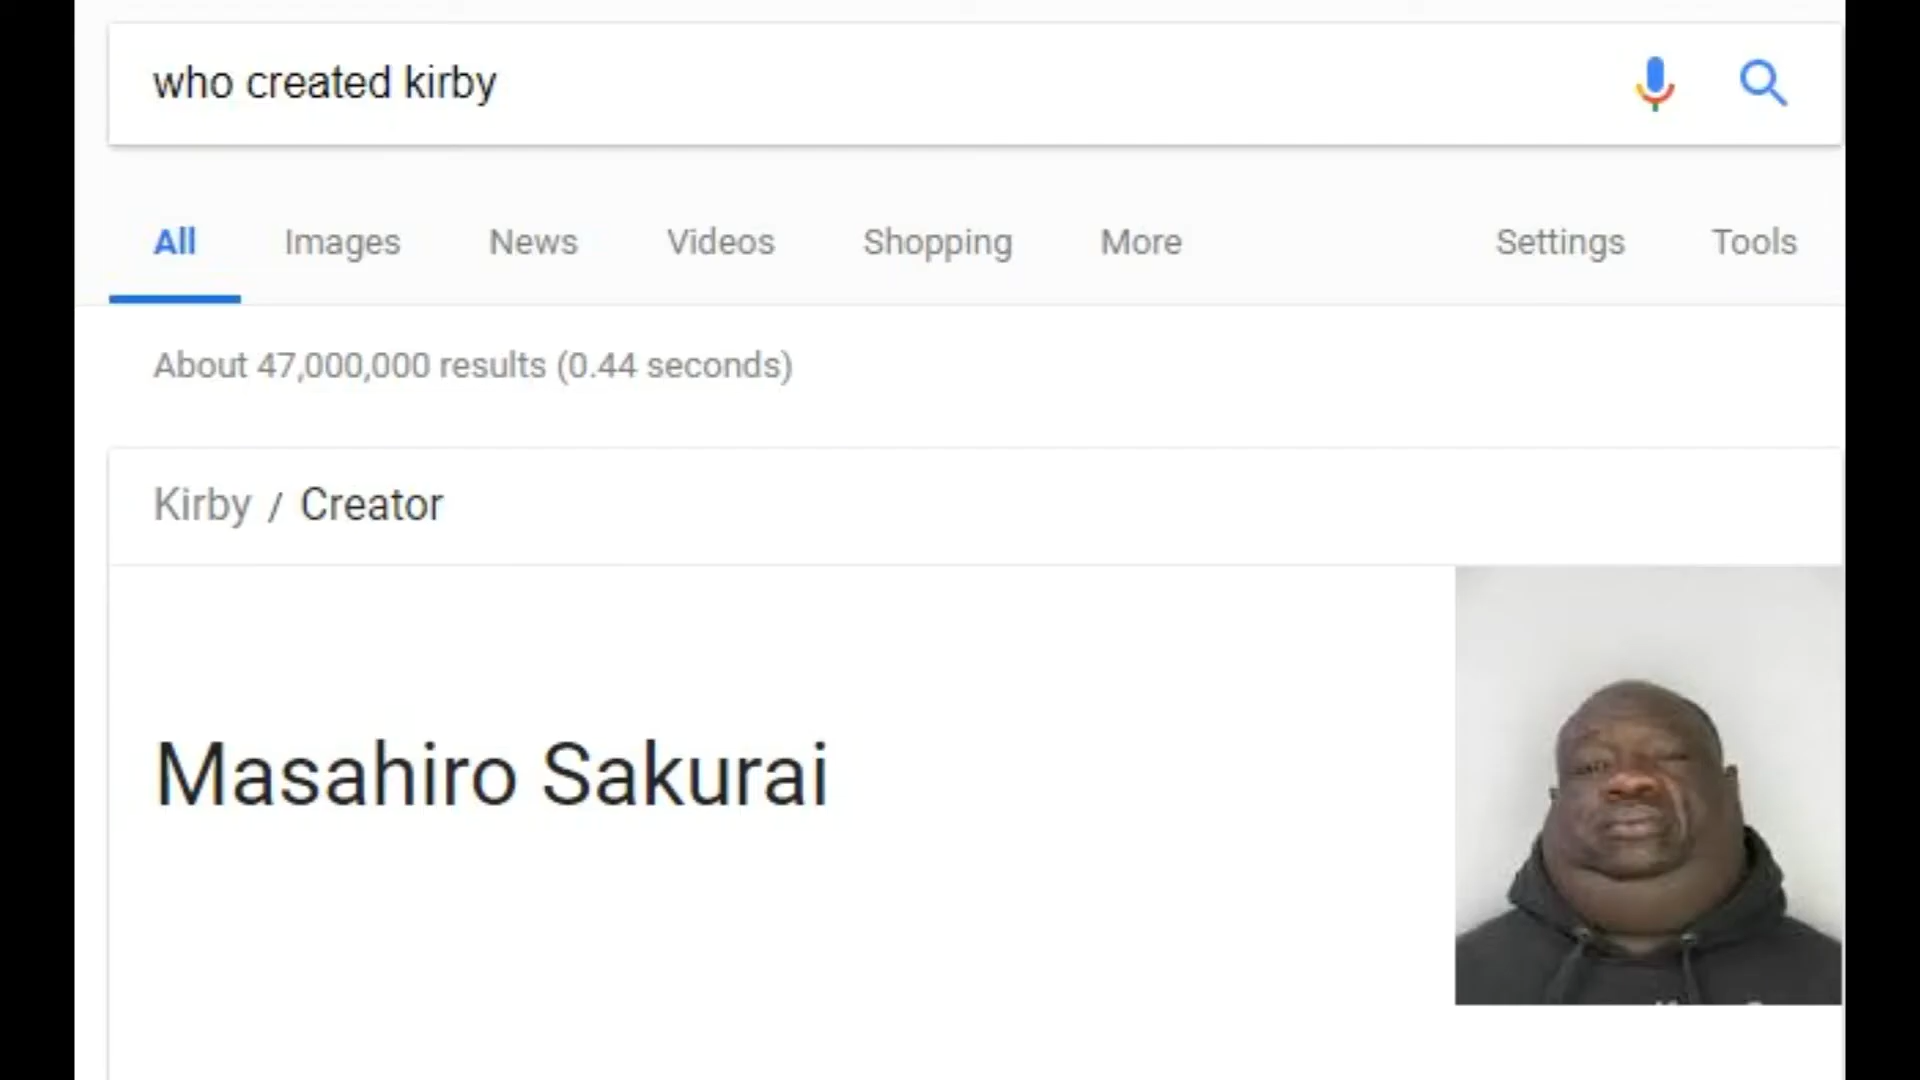 who created kirby
All Images News Videos Shopping More Settings Tools
About 47,000,000 results (0.44 seconds)
Kirby / Creator
Masahiro Sakurai